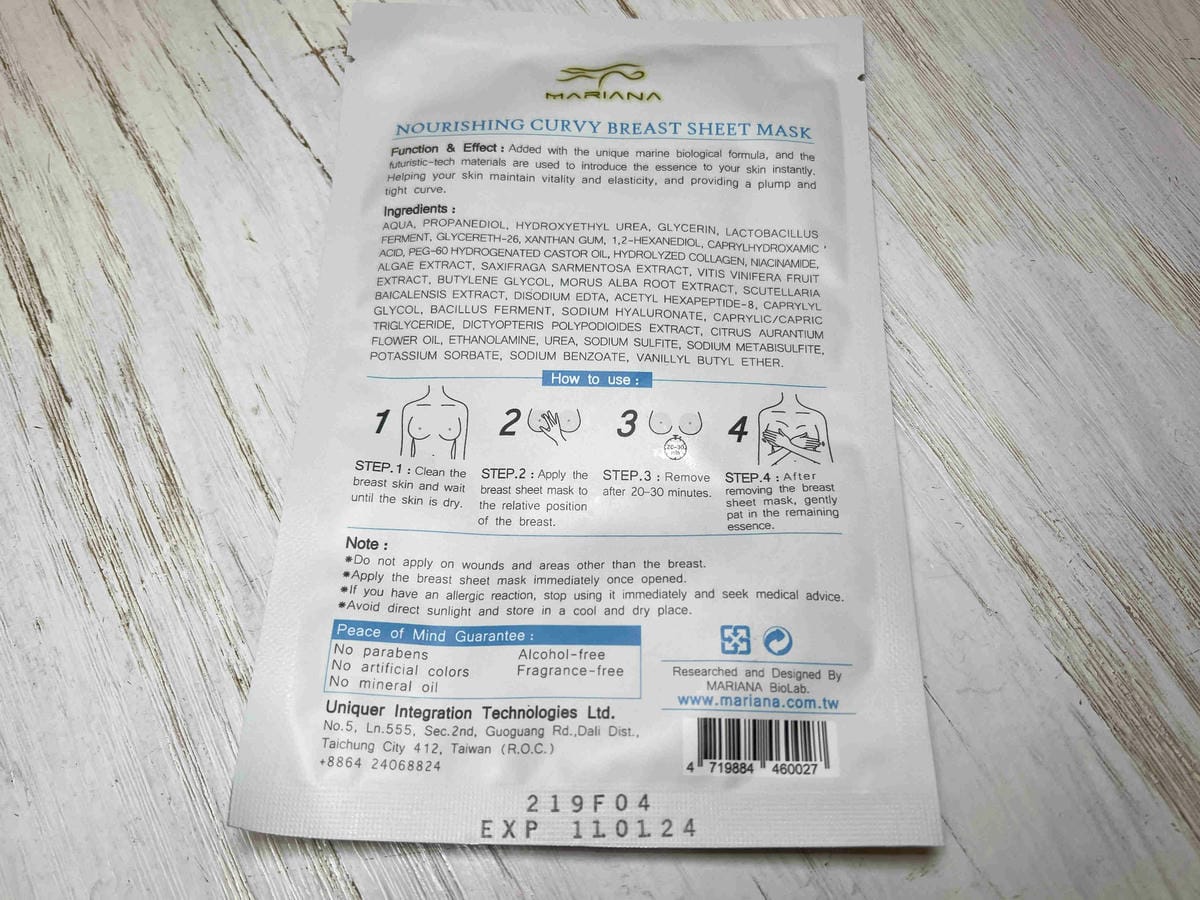 MARIANA
NOURISHING CURVY BREAST SHEET MASK
Function & Effect : Added with the unique marine biological formula, and the
futuristic-tech materials are used to introduce the essence to your skin instantly.
Helping your skin maintain vitality and elasticity, and providing a plump and
tight curve.
Ingredients :
AQUA, PROPANEDIOL, HYDROXYETHYL UREA, GLYCERIN, LACTOBACILLUS
FERMENT, GLYCERETH-26, XANTHAN GUM, 1,2-HEXANEDIOL, CAPRYLHYDROXAMIC
ACID, PEG-60 HYDROGENATED CASTOR OIL, HYDROLYZED COLLAGEN, NIACINAMIDE,
ALGAE EXTRACT, SAXIFRAGA SARMENTOSA EXTRACT, VITIS VINIFERA FRUIT
EXTRACT, BUTYLENE GLYCOL, MORUS ALBA ROOT EXTRACT, SCUTELLARIA
BAICALENSIS EXTRACT, DISODIUM EDTA, ACETYL HEXAPEPTIDE-8, CAPRYLYL
GLYCOL, BACILLUS FERMENT, SODIUM HYALURONATE, CAPRYLIC/CAPRIC
TRIGLYCERIDE, DICTYOPTERIS POLYPODIOIDES EXTRACT, CITRUS AURANTIUM
FLOWER OIL, ETHANOLAMINE, UREA, SODIUM SULFITE, SODIUM METABISULFITE,
POTASSIUM SORBATE, SODIUM BENZOATE, VANILLYL BUTYL ETHER.
How to use :
1
2
3
4
20-30
STEP.1 : Clean the
breast skin and wait
until the skin is dry.
STEP.2 : Apply the
breast sheet mask to
the relative position
of the breast.
STEP.3 : Remove
after 20-30 minutes.
STEP.4 : After
removing the breast
sheet mask, gently
pat in the remaining
essence.
Note :
*Do not apply on wounds and areas other than the breast.
*Apply the breast sheet mask immediately once opened.
*If you have an allergic reaction, stop using it immediately and seek medical advice.
*Avoid direct sunlight and store in a cool and dry place.
Peace of Mind Guarantee :
No parabens Alcohol-free
No artificial colors Fragrance-free
No mineral oil
Researched and Designed By
MARIANA BioLab.
www.mariana.com.tw
Uniquer Integration Technologies Ltd.
No.5, Ln.555, Sec.2nd, Guoguang Rd.,Dali Dist.,
Taichung City 412, Taiwan (R.O.C.)
+8864 24068824
4 719884 460027
219F04
EXP 110124